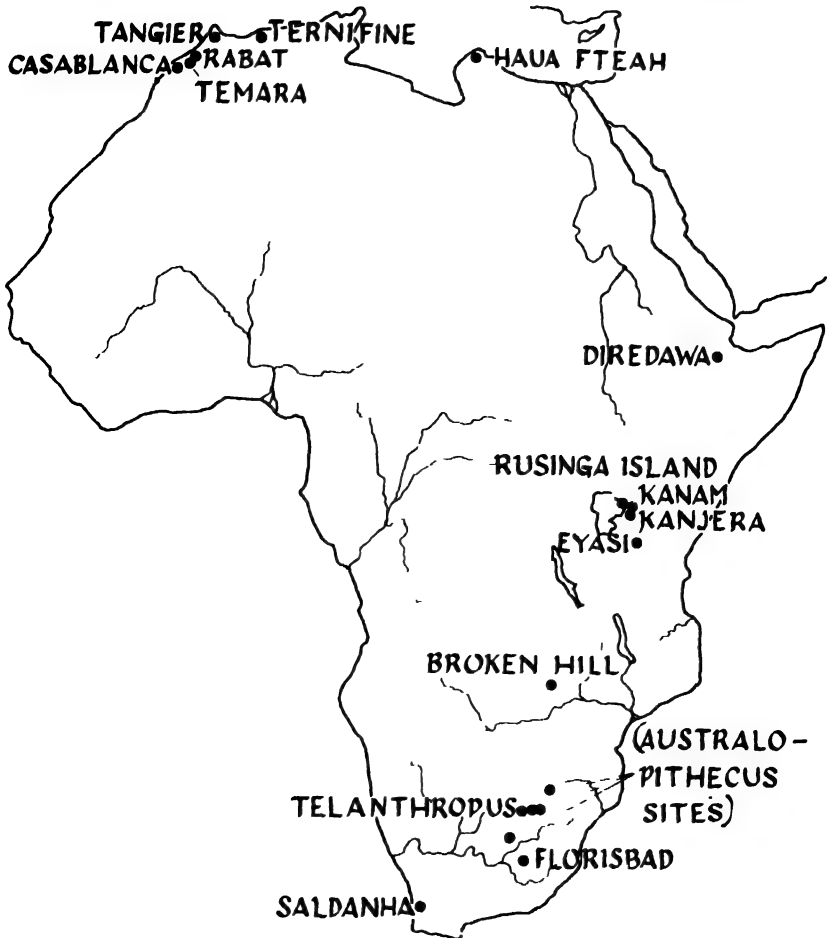 TANGIER
TERNIFINE
CASABLANCA
RABAT
TEMARA
HAUA FTEAH
DIREDAWA
RUSINGA ISLAND
KANAM
KANJERA
EYASI
BROKEN HILL
(AUSTRALO-
PITHECUS
SITES)
TELANTHROPUS
FLORISBAD
SALDANHA